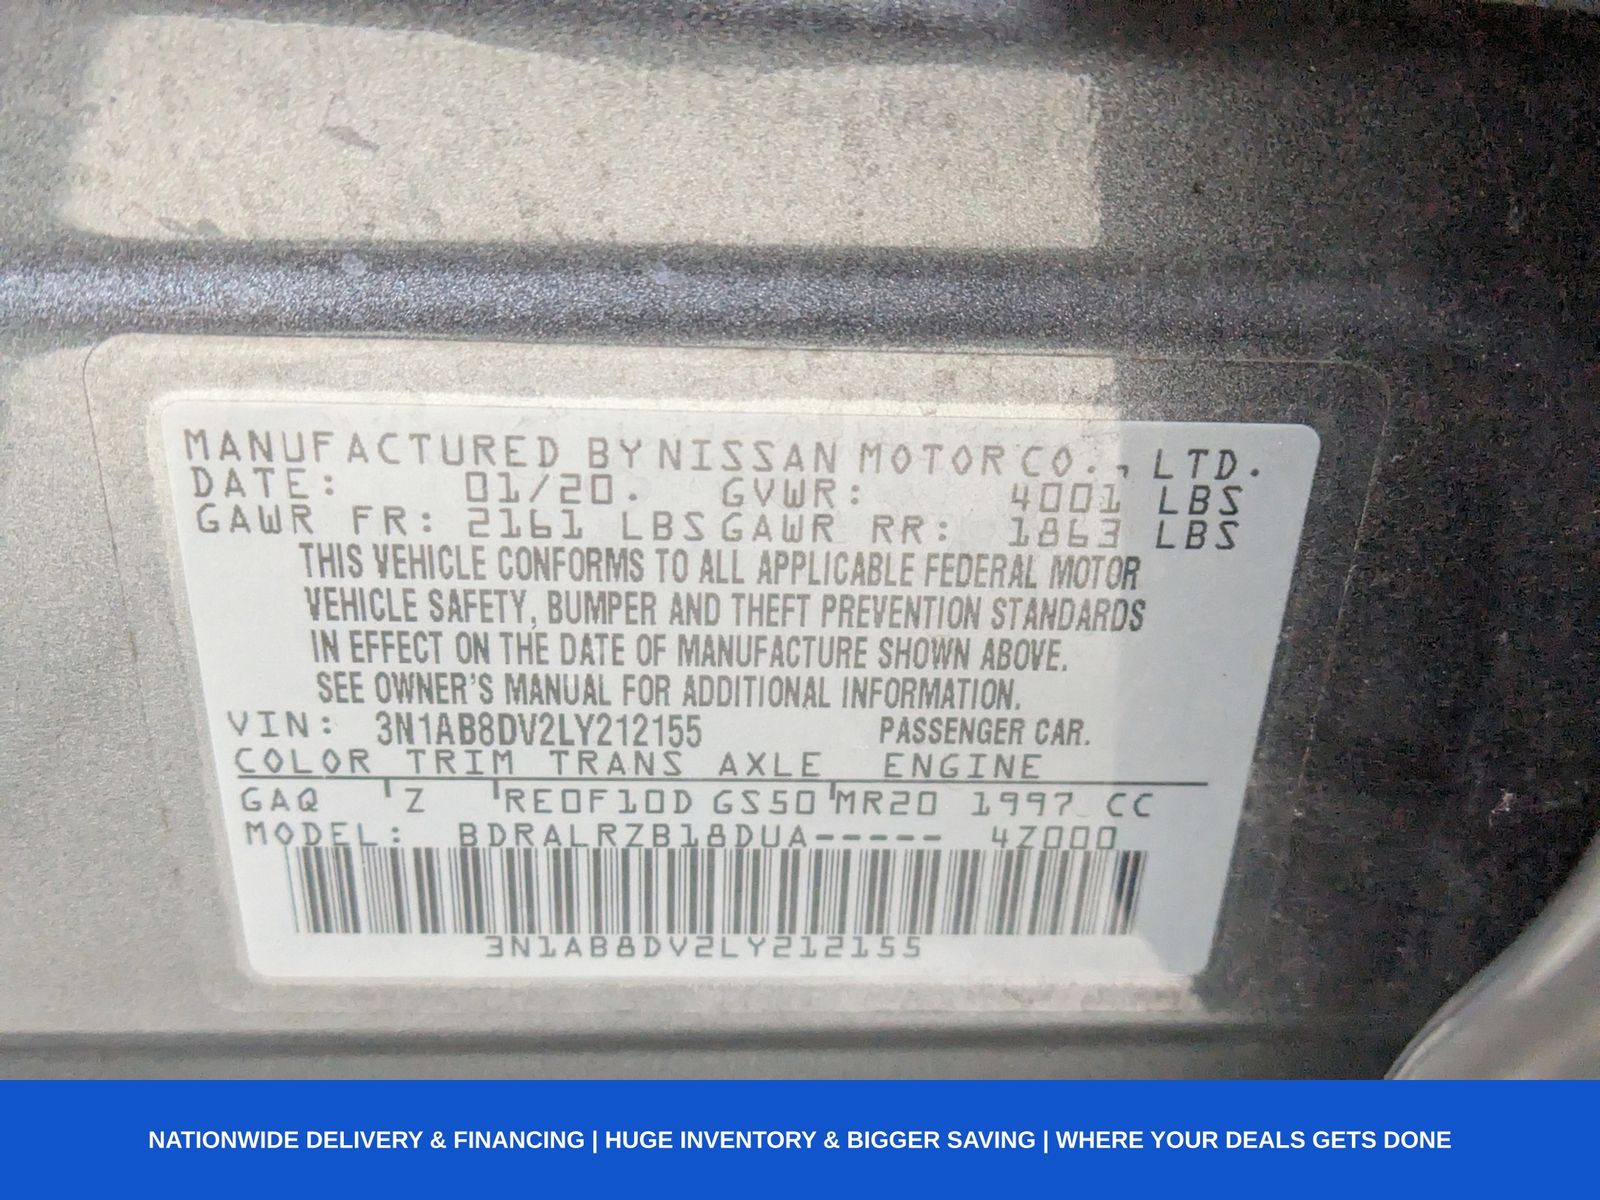 MANUFACTURED BY NISSAN MOTOR CO., LTD.
DATE: 01/20. GVWR: 4001 LBS
GAWR FR: 2161 LBS GAWR RR: 1863 LBS
THIS VEHICLE CONFORMS TO ALL APPLICABLE FEDERAL MOTOR
VEHICLE SAFETY, BUMPER AND THEFT PREVENTION STANDARDS
IN EFFECT ON THE DATE OF MANUFACTURE SHOWN ABOVE.
SEE OWNER'S MANUAL FOR ADDITIONAL INFORMATION.
VIN: 3N1AB8DV2LY212155 PASSENGER CAR.
COLOR TRIM TRANS AXLE ENGINE
GAQ Z RE0F10D GS50 MR20 1997 CC
MODEL: BDRALRZB18DUA----- 4Z000
3N1AB8DV2LY212155
NATIONWIDE DELIVERY & FINANCING | HUGE INVENTORY & BIGGER SAVING | WHERE YOUR DEALS GETS DONE